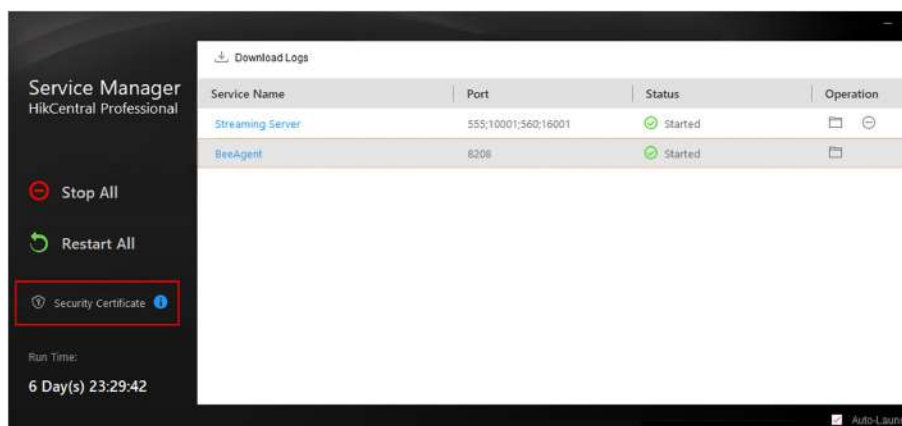 Download Logs
Service Manager
HikCentral Professional
Service Name Port Status Operation
Streaming Server 555;10001;560;16001 Started
BeeAgent 8208 Started
Stop All
Restart All
Security Certificate
Run Time:
6 Day(s) 23:29:42